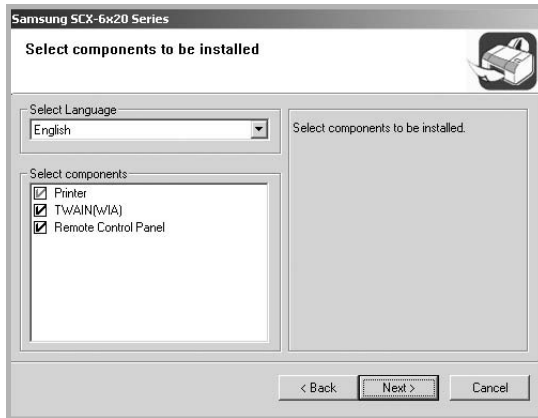 Samsung SCX-6x20 Series
Select components to be installed
Select Language
English
Select components to be installed.
Select components
Printer
TWAIN(WIA)
Remote Control Panel
< Back
Next >
Cancel